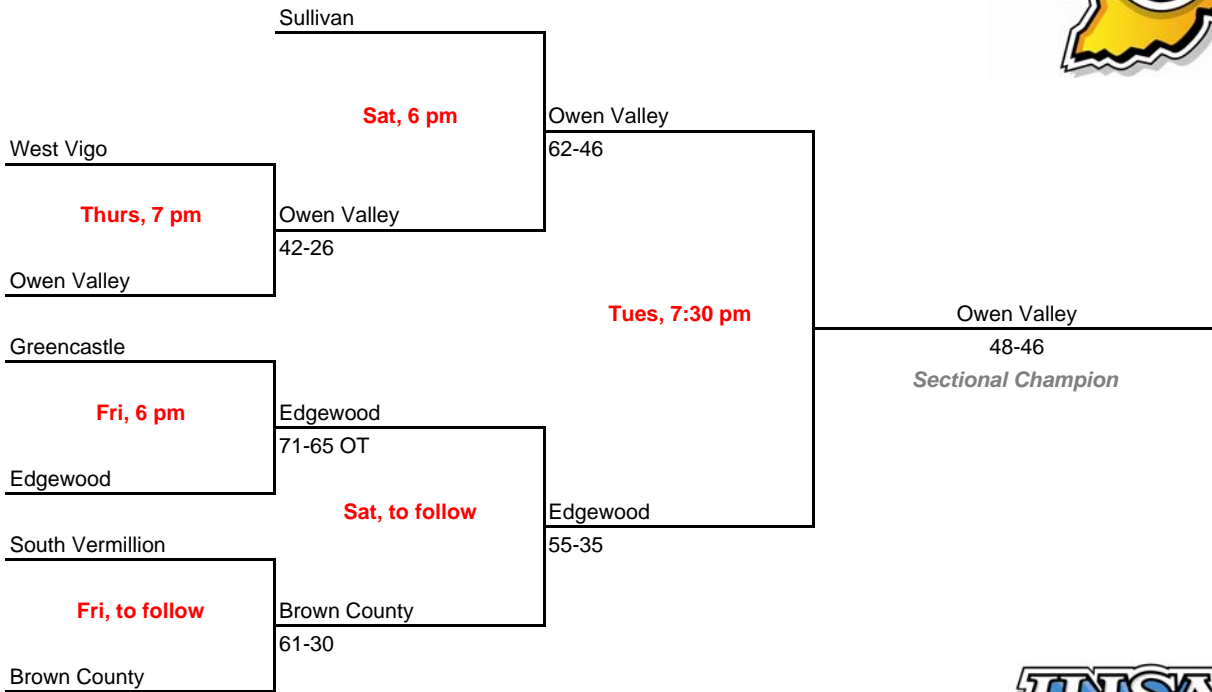 Sullivan
Sat, 6 pm
Owen Valley
West Vigo
62-46
Thurs, 7 pm
Owen Valley
42-26
Owen Valley
Tues, 7:30 pm
Owen Valley
Greencastle
48-46
Sectional Champion
Fri, 6 pm
Edgewood
71-65 OT
Edgewood
Sat, to follow
Edgewood
South Vermillion
55-35
Fri, to follow
Brown County
61-30
Brown County